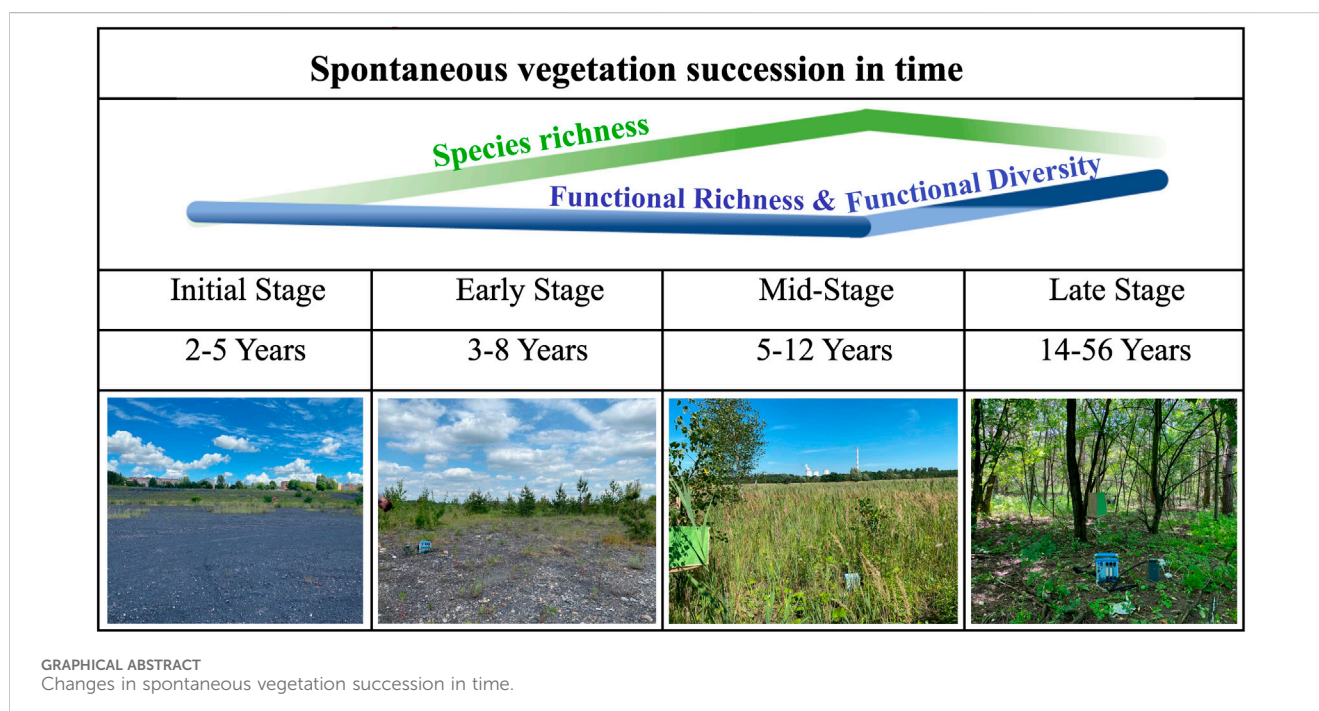 Spontaneous vegetation succession in time
Species richness
Functional Richness & Functional Diversity
Initial Stage
Early Stage
Mid-Stage
Late Stage
2-5 Years
3-8 Years
5-12 Years
14-56 Years
GRAPHICAL ABSTRACT
Changes in spontaneous vegetation succession in time.